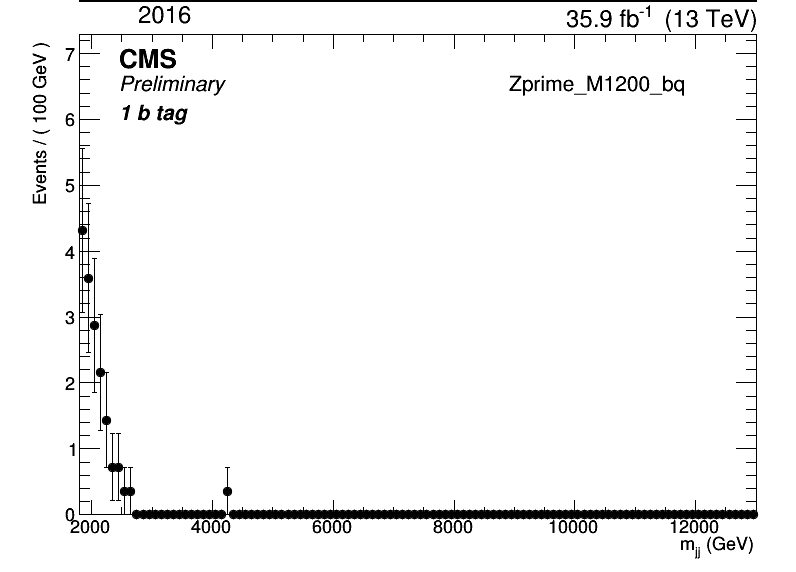 2016
35.9 fb⁻¹ (13 TeV)
CMS
Preliminary
Zprime_M1200_bq
1 b tag
Events / ( 100 GeV )
7
6
5
4
3
2
1
0
2000 4000 6000 8000 10000 12000
m_jj (GeV)